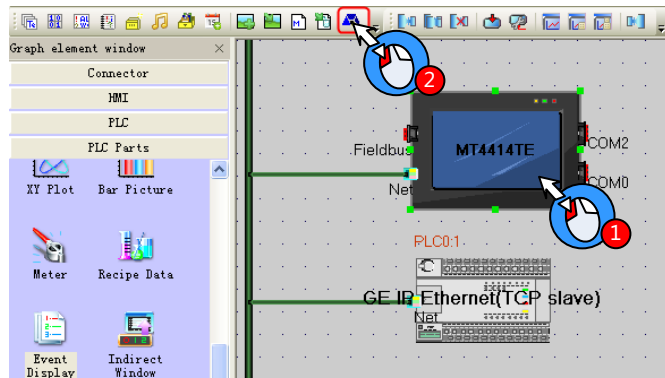 Graph element window
Connector
HMI
PLC
PLC Parts
XY Plot
Bar Picture
Meter
Recipe Data
Event
Display
Indirect
Window
2
Fieldbus
MT4414TE
COM2
Net
COM0
1
PLC0:1
GE IP Ethernet(TCP slave)
Net